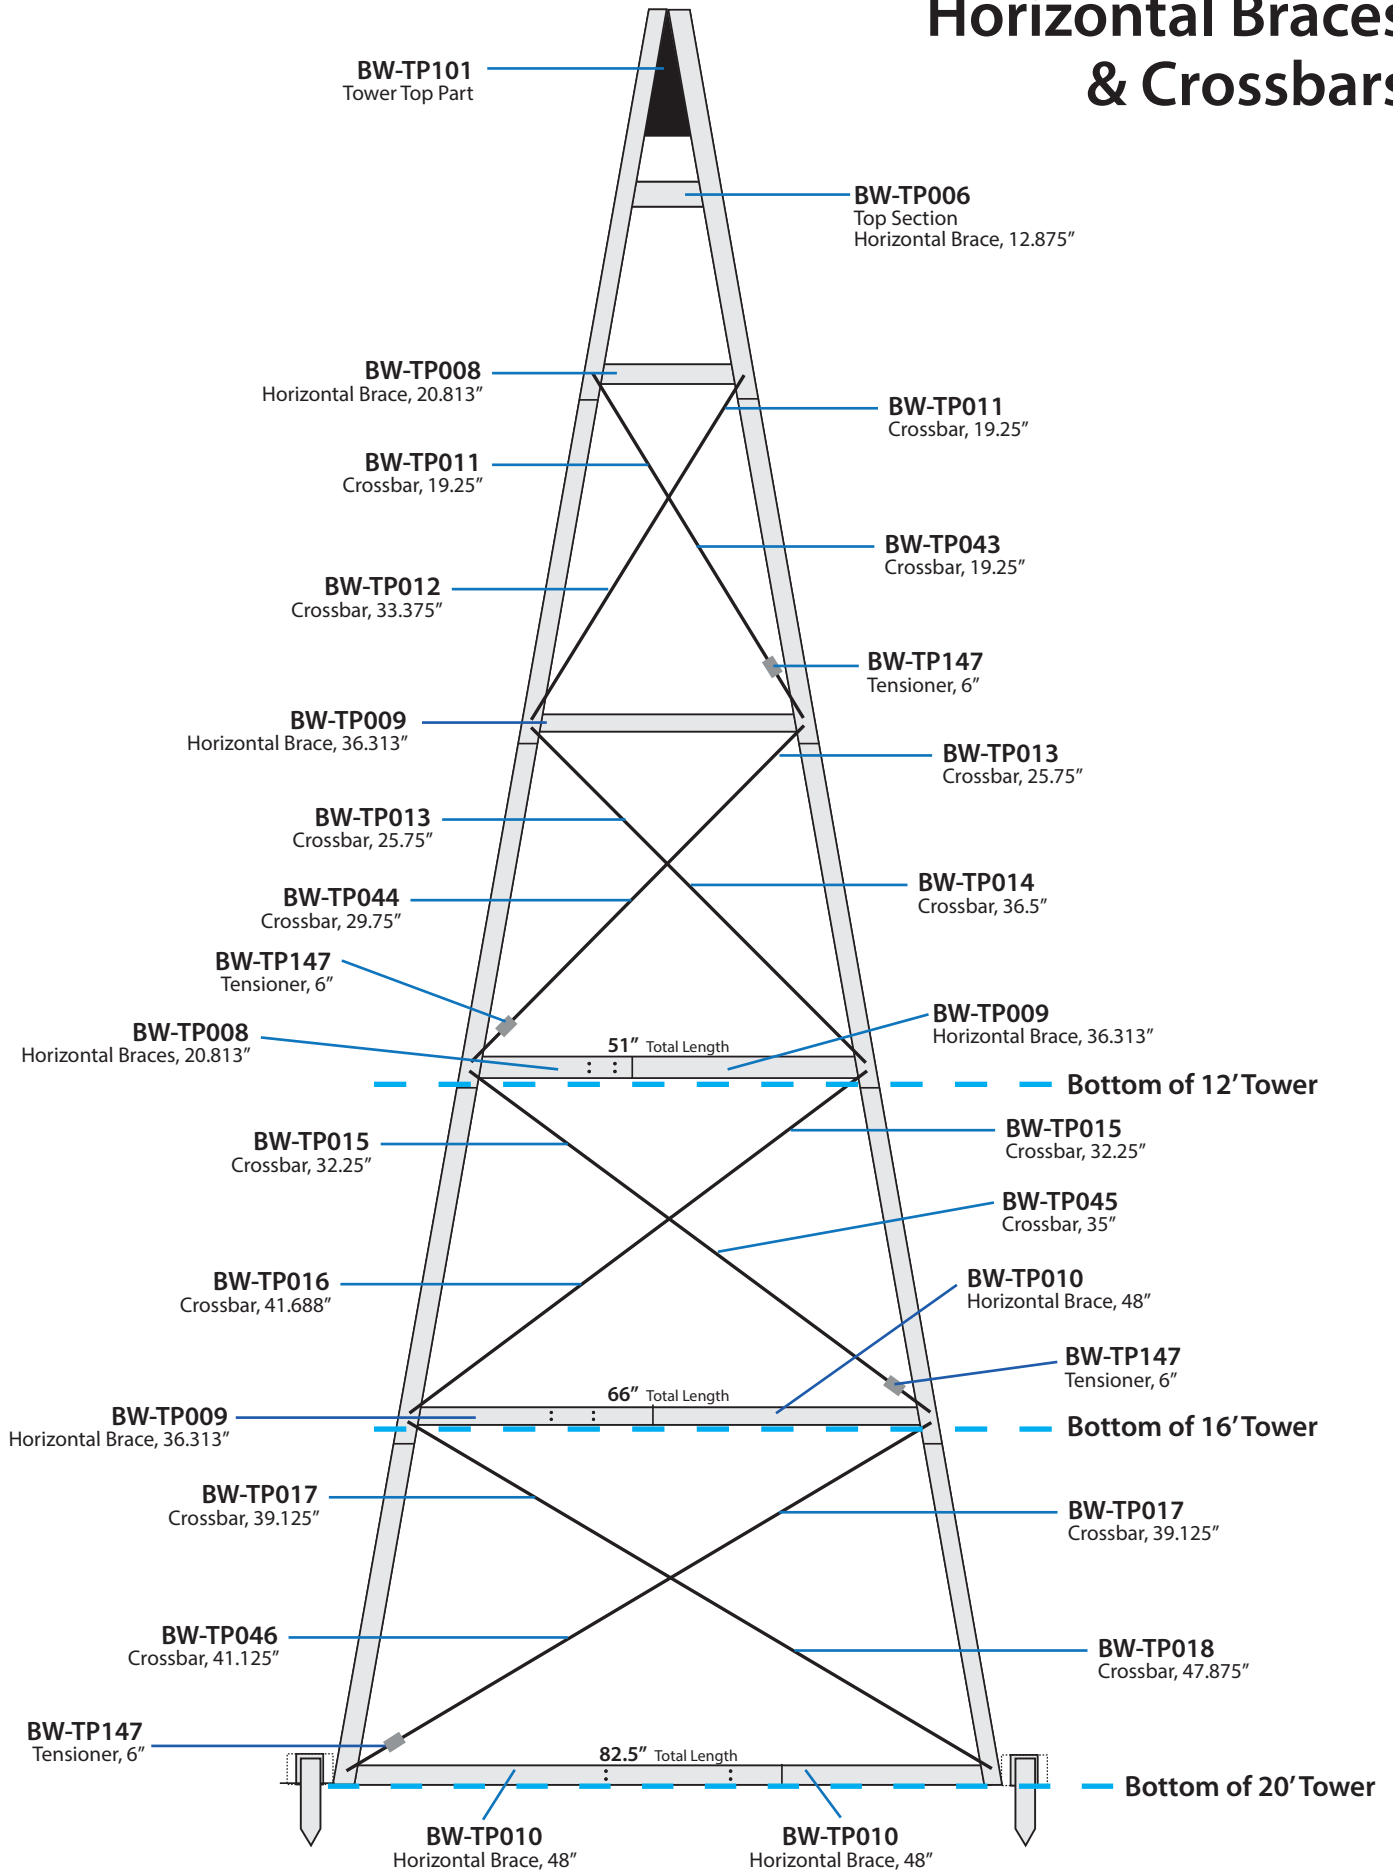 Horizontal Braces
& Crossbars
BW-TP101
Tower Top Part
BW-TP006
Top Section
Horizontal Brace, 12.875”
BW-TP008
Horizontal Brace, 20.813”
BW-TP011
Crossbar, 19.25”
BW-TP011
Crossbar, 19.25”
BW-TP043
Crossbar, 19.25”
BW-TP012
Crossbar, 33.375”
BW-TP147
Tensioner, 6”
BW-TP009
Horizontal Brace, 36.313”
BW-TP013
Crossbar, 25.75”
BW-TP013
Crossbar, 25.75”
BW-TP014
Crossbar, 36.5”
BW-TP044
Crossbar, 29.75”
BW-TP147
Tensioner, 6”
BW-TP009
Horizontal Brace, 36.313”
BW-TP008
Horizontal Braces, 20.813”
51” Total Length
Bottom of 12’ Tower
BW-TP015
Crossbar, 32.25”
BW-TP015
Crossbar, 32.25”
BW-TP045
Crossbar, 35”
BW-TP016
Crossbar, 41.688”
BW-TP010
Horizontal Brace, 48”
BW-TP147
Tensioner, 6”
66” Total Length
BW-TP009
Horizontal Brace, 36.313”
Bottom of 16’ Tower
BW-TP017
Crossbar, 39.125”
BW-TP017
Crossbar, 39.125”
BW-TP046
Crossbar, 41.125”
BW-TP018
Crossbar, 47.875”
BW-TP147
Tensioner, 6”
82.5” Total Length
Bottom of 20’ Tower
BW-TP010
Horizontal Brace, 48”
BW-TP010
Horizontal Brace, 48”